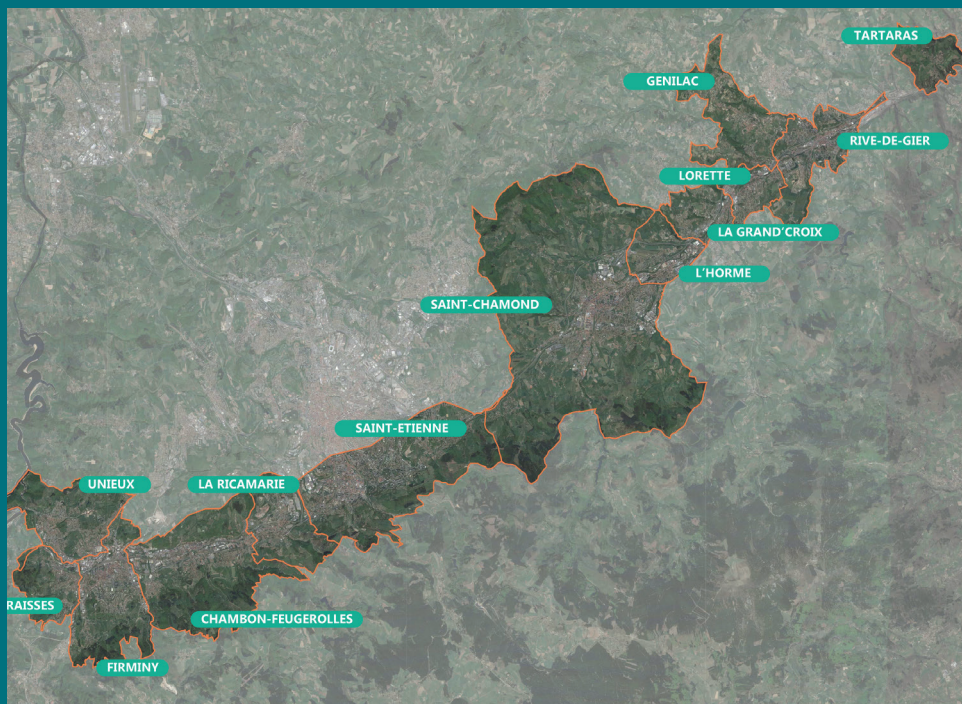 TARTARAS
GENILAC
RIVE-DE-GIER
LORETTE
LA GRAND'CROIX
L'HORME
SAINT-CHAMOND
SAINT-ETIENNE
UNIEUX
LA RICAMARIE
RAISSES
CHAMBON-FEUGEROLLES
FIRMINY